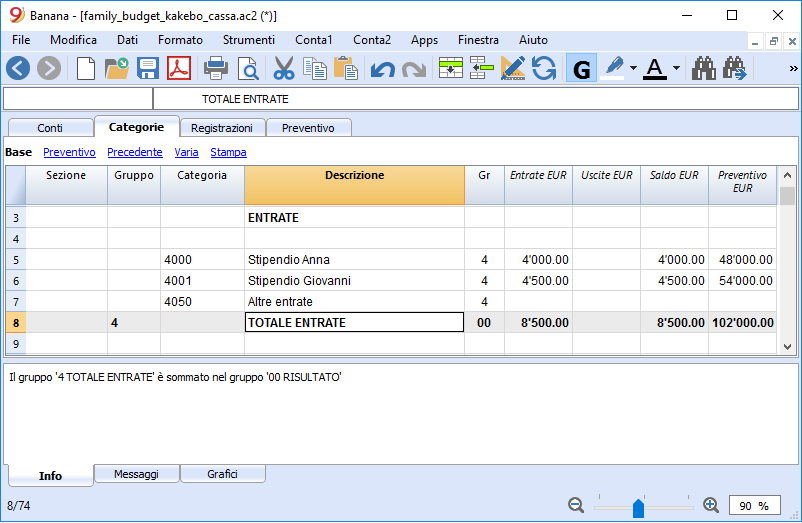 Banana - [family_budget_kakebo_cassa.ac2 (*)]
File Modifica Dati Formato Strumenti Conta1 Conta2 Apps Finestra Aiuto
G A
TOTALE ENTRATE
Conti Categorie Registrazioni Preventivo
Base Preventivo Precedente Varia Stampa
Sezione Gruppo Categoria Descrizione Gr Entrate EUR Uscite EUR Saldo EUR Preventivo EUR
3 ENTRATE
4
5 4000 Stipendio Anna 4 4'000.00 4'000.00 48'000.00
6 4001 Stipendio Giovanni 4 4'500.00 4'500.00 54'000.00
7 4050 Altre entrate 4
8 4 TOTALE ENTRATE 00 8'500.00 8'500.00 102'000.00
9
Il gruppo '4 TOTALE ENTRATE' è sommato nel gruppo '00 RISULTATO'
Info Messaggi Grafici
8/74 90 %